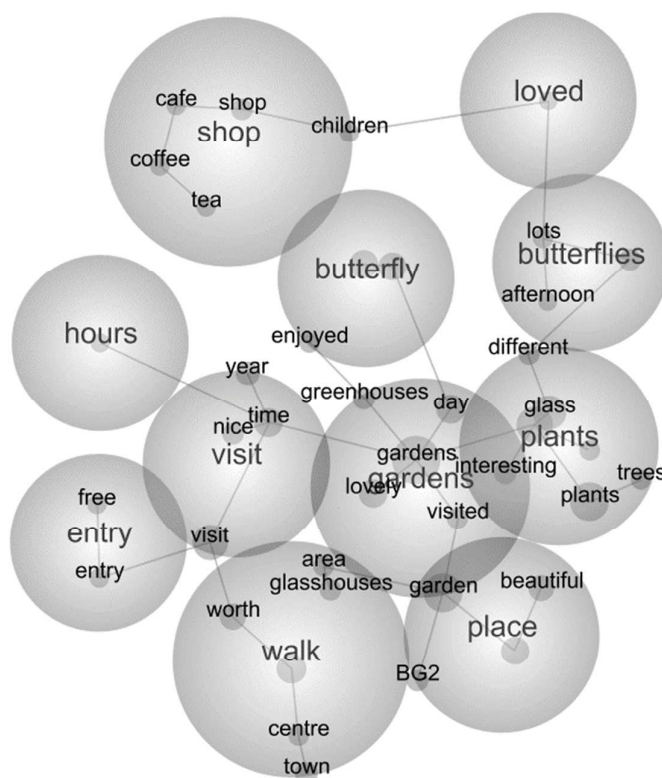 loved
cafe
shop
shop
children
coffee
tea
lots
butterflies
butterfly
afternoon
hours
enjoyed
different
year
greenhouses
day
glass
time
nice
plants
visit
gardens
interesting
gardens
trees
lovely
plants
free
visited
entry
visit
area
entry
glasshouses
garden
beautiful
worth
place
walk
BG2
centre
town